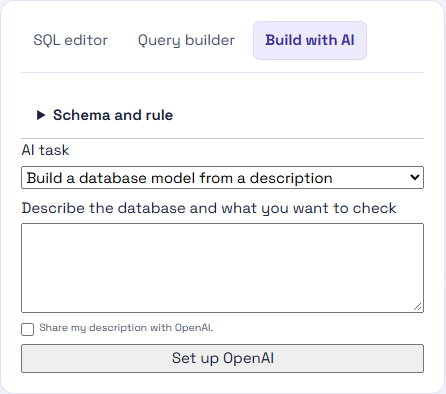 SQL editor Query builder Build with AI
Schema and rule
AI task
Build a database model from a description
Describe the database and what you want to check
Share my description with OpenAI.
Set up OpenAI